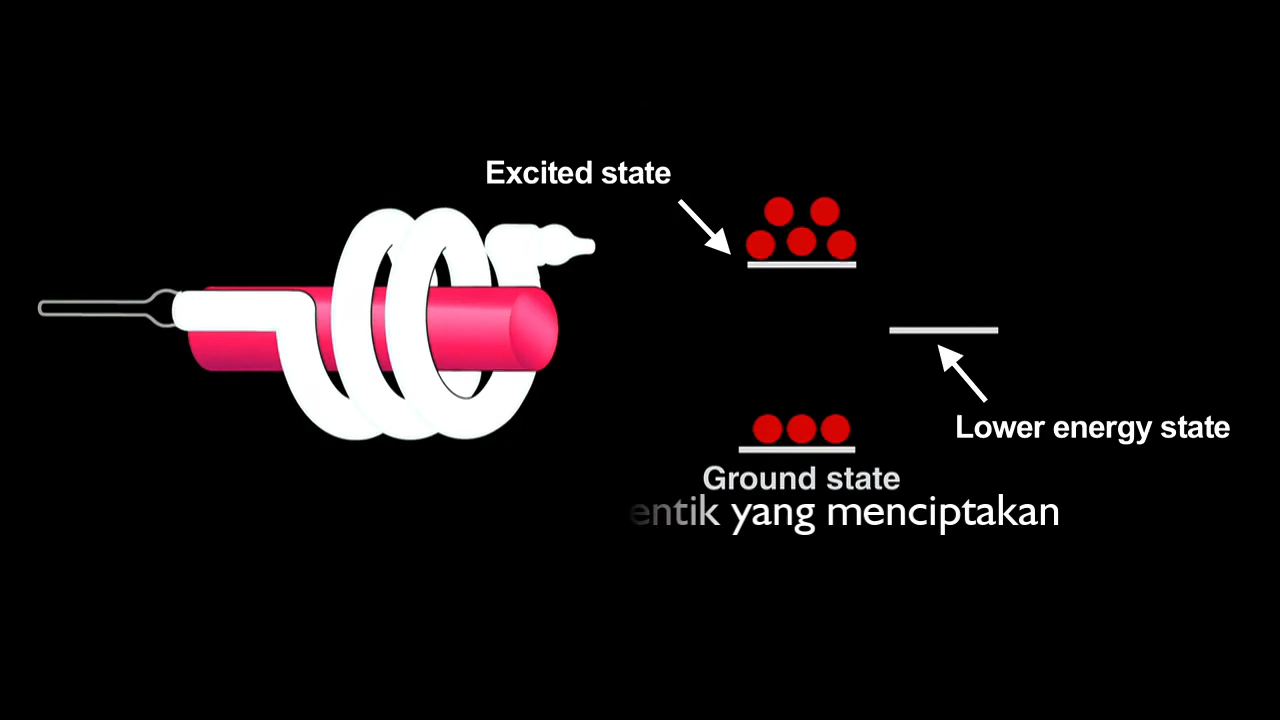 Excited state
Lower energy state
Ground state
entik yang menciptakan